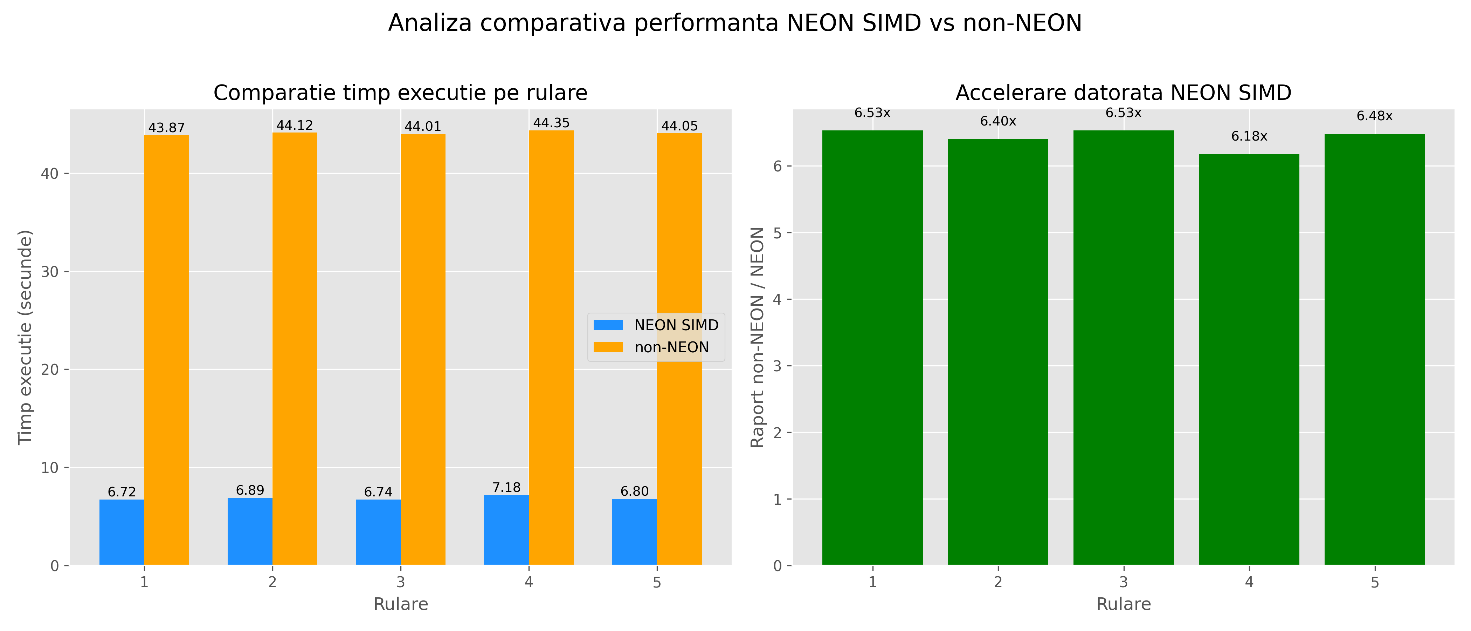 Analiza comparativa performanta NEON SIMD vs non-NEON
Comparatie timp executie pe rulare
Timp executie (secunde)
40
30
20
10
0
43.87
44.12
44.01
44.35
44.05
6.72
6.89
6.74
7.18
6.80
NEON SIMD
non-NEON
1
2
3
4
5
Rulare
Accelerare datorata NEON SIMD
Raport non-NEON / NEON
6
5
4
3
2
1
0
6.53x
6.40x
6.53x
6.18x
6.48x
1
2
3
4
5
Rulare